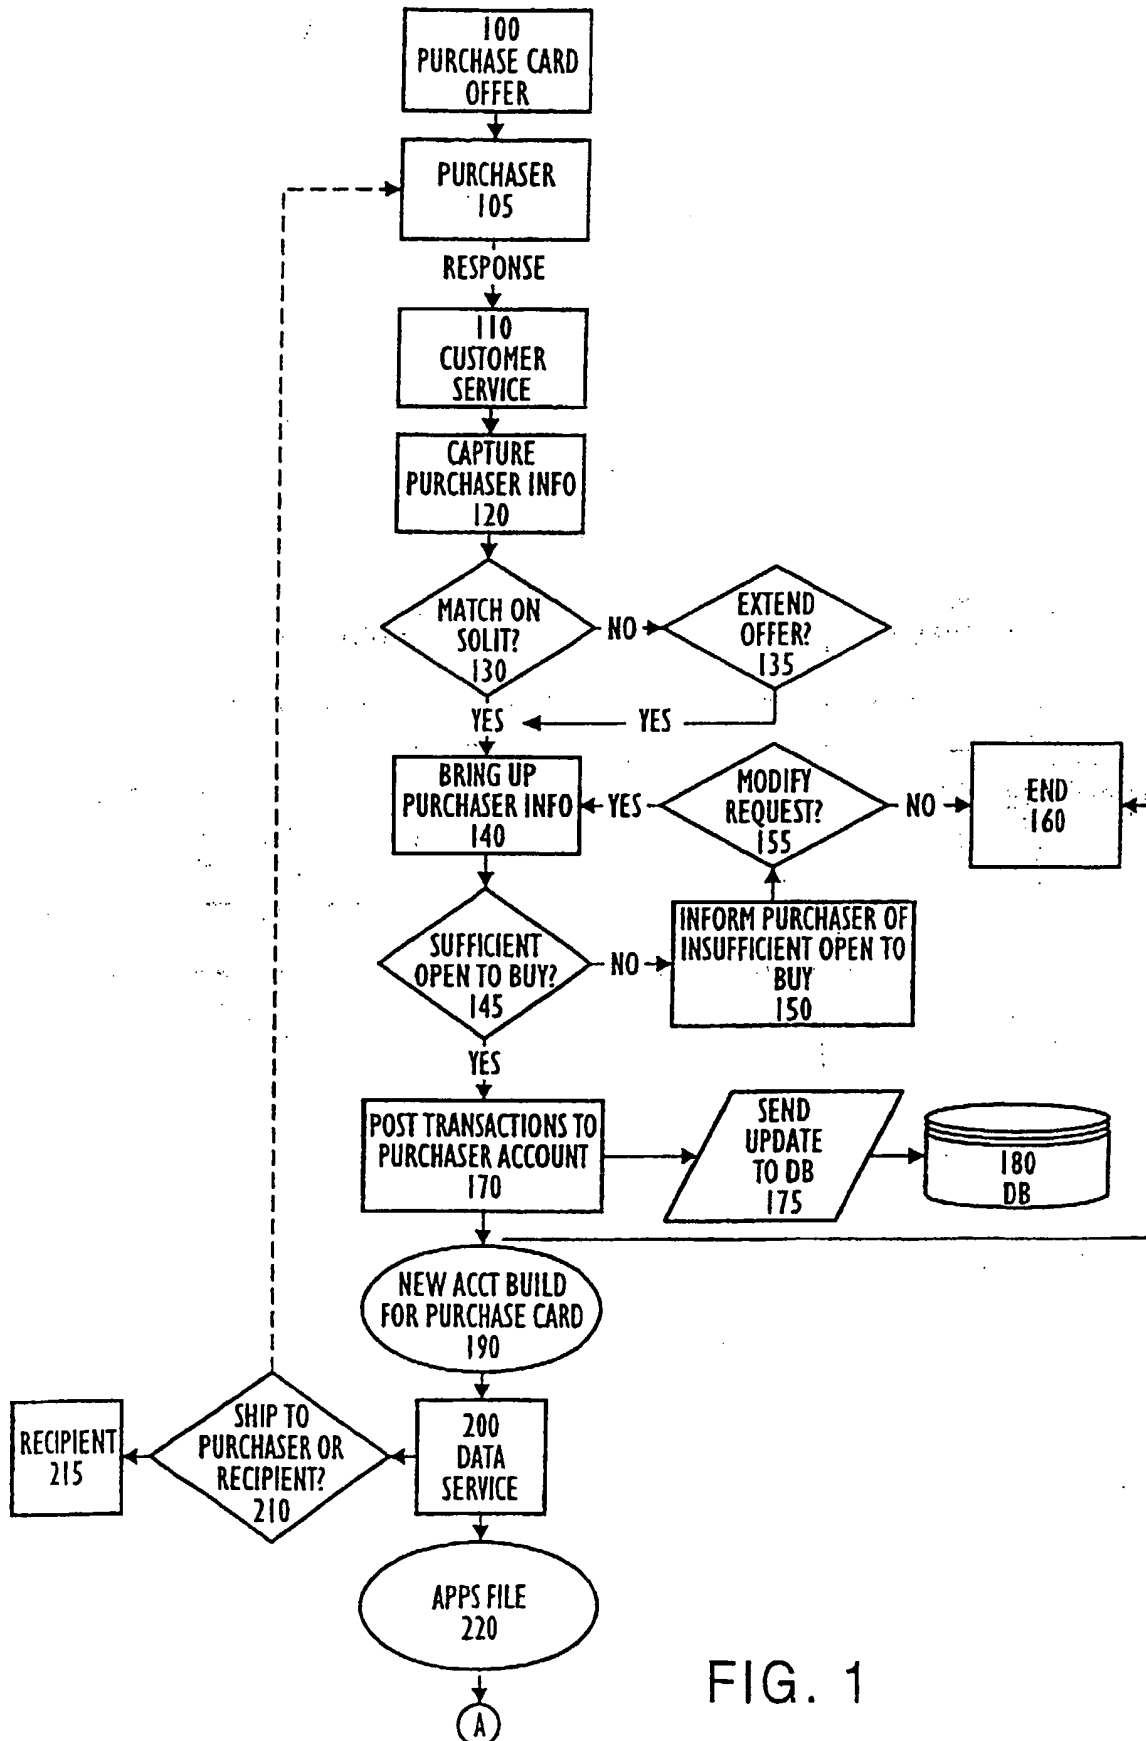 100
PURCHASE CARD
OFFER
PURCHASER
105
RESPONSE
110
CUSTOMER
SERVICE
CAPTURE
PURCHASER INFO
120
MATCH ON
SOLIT?
130
NO
EXTEND
OFFER?
135
YES
YES
BRING UP
PURCHASER INFO
140
YES
MODIFY
REQUEST?
155
NO
END
160
SUFFICIENT
OPEN TO BUY?
145
NO
INFORM PURCHASER OF
INSUFFICIENT OPEN TO
BUY
150
YES
POST TRANSACTIONS TO
PURCHASER ACCOUNT
170
SEND
UPDATE
TO DB
175
180
DB
NEW ACCT BUILD
FOR PURCHASE CARD
190
RECIPIENT
215
SHIP TO
PURCHASER OR
RECIPIENT?
210
200
DATA
SERVICE
APPS FILE
220
A
FIG. 1